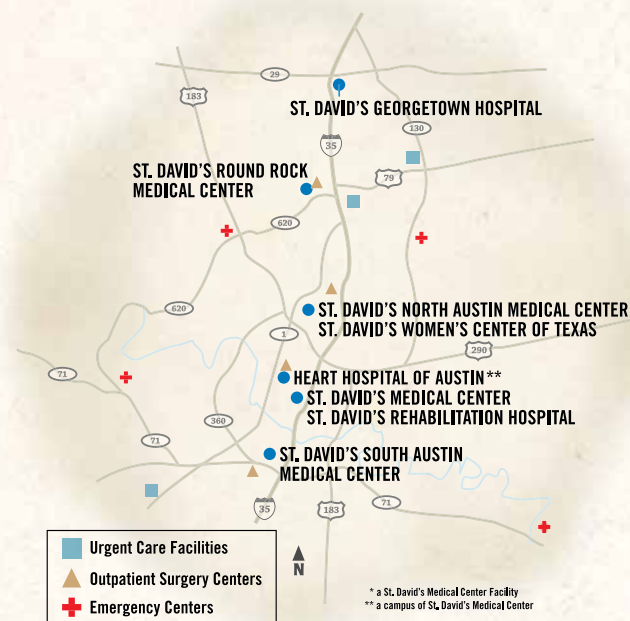 29
183
ST. DAVID'S GEORGETOWN HOSPITAL
130
35
ST. DAVID'S ROUND ROCK
MEDICAL CENTER
79
620
620
ST. DAVID'S NORTH AUSTIN MEDICAL CENTER
ST. DAVID'S WOMEN'S CENTER OF TEXAS
1
290
71
HEART HOSPITAL OF AUSTIN**
ST. DAVID'S MEDICAL CENTER
ST. DAVID'S REHABILITATION HOSPITAL
360
71
ST. DAVID'S SOUTH AUSTIN
MEDICAL CENTER
35
183
71
Urgent Care Facilities
Outpatient Surgery Centers
Emergency Centers
N
* a St. David's Medical Center Facility
** a campus of St. David's Medical Center